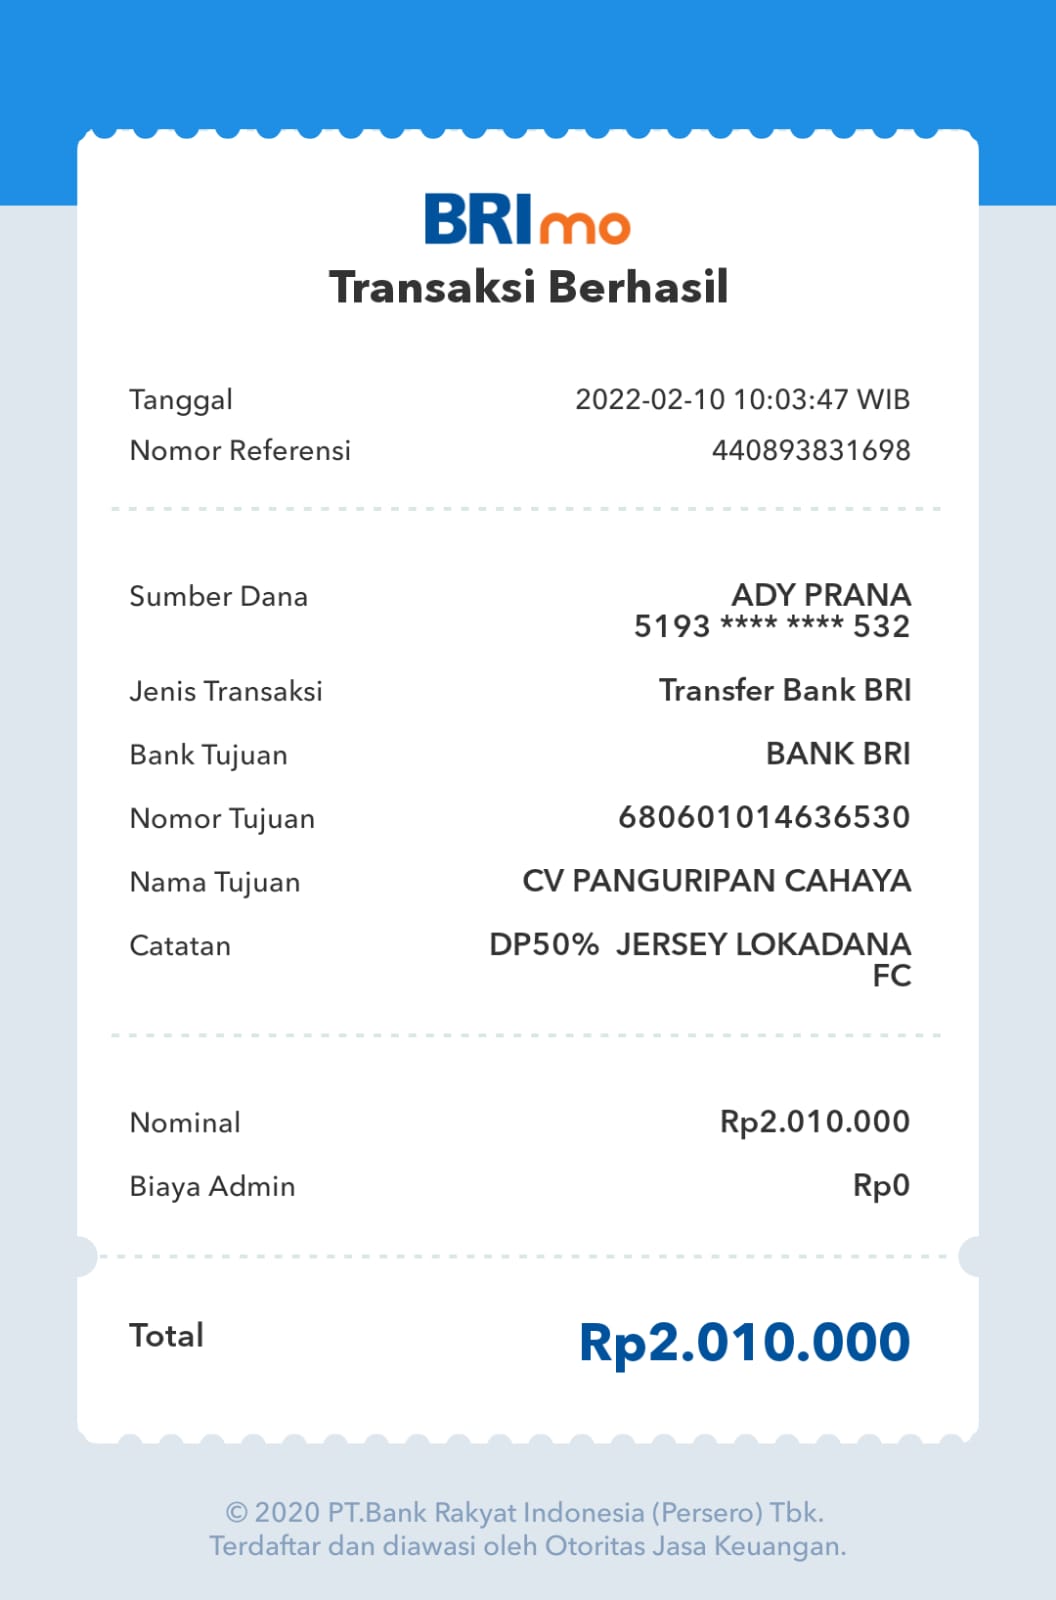 BRImo
Transaksi Berhasil
Tanggal 2022-02-10 10:03:47 WIB
Nomor Referensi 440893831698
Sumber Dana ADY PRANA
5193 **** **** 532
Jenis Transaksi Transfer Bank BRI
Bank Tujuan BANK BRI
Nomor Tujuan 680601014636530
Nama Tujuan CV PANGURIPAN CAHAYA
Catatan DP50%  JERSEY LOKADANA
FC
Nominal Rp2.010.000
Biaya Admin Rp0
Total Rp2.010.000
© 2020 PT.Bank Rakyat Indonesia (Persero) Tbk.
Terdaftar dan diawasi oleh Otoritas Jasa Keuangan.